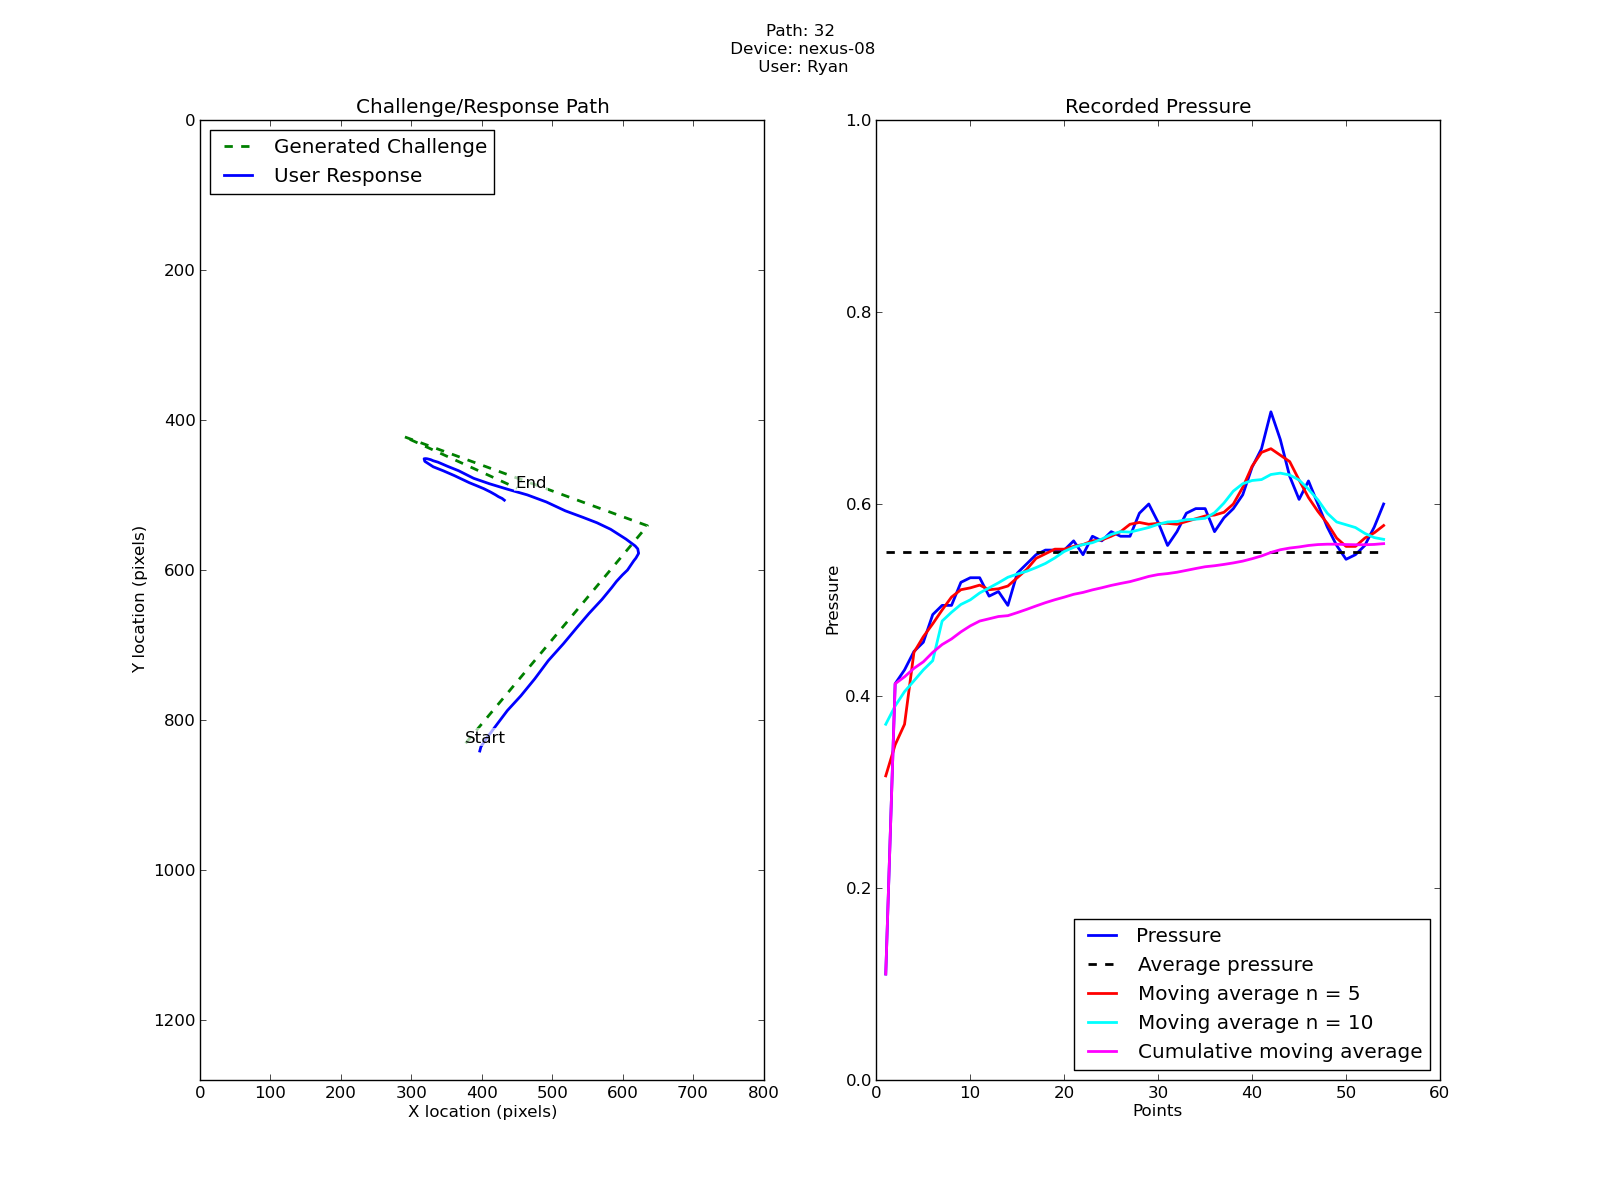 Path: 32
Device: nexus-08
User: Ryan
Challenge/Response Path
Generated Challenge
User Response
0
200
400
600
800
1000
1200
Y location (pixels)
End
Start
0 100 200 300 400 500 600 700 800
X location (pixels)
Recorded Pressure
1.0
0.8
0.6
0.4
0.2
0.0
Pressure
Pressure
Average pressure
Moving average n = 5
Moving average n = 10
Cumulative moving average
0 10 20 30 40 50 60
Points